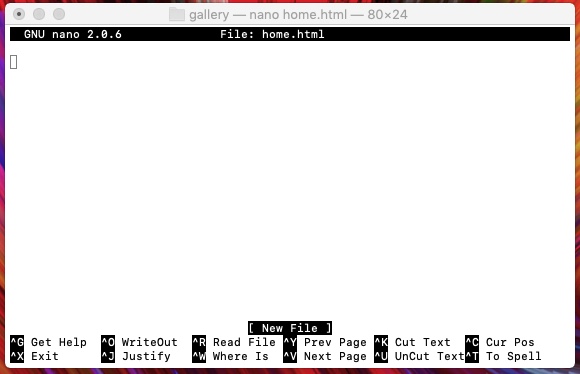 gallery — nano home.html — 80×24
GNU nano 2.0.6 File: home.html
[ New File ]
^G Get Help ^O WriteOut ^R Read File ^Y Prev Page ^K Cut Text ^C Cur Pos
^X Exit ^J Justify ^W Where Is ^V Next Page ^U UnCut Text ^T To Spell